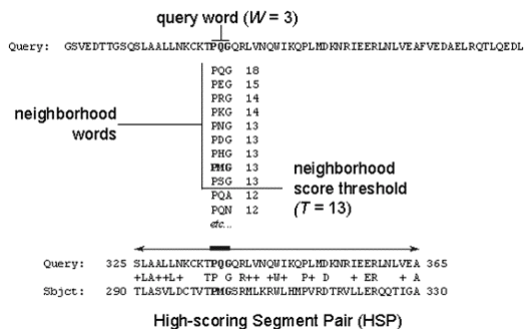 query word (W = 3)
Query: GSVEDTTGSQSLAALLNKCKTPQGQRLVNQWIKQPLMDKNRIEERLNLVEAFVEDAELRQTLQEDL
PQG 18
PEG 15
PRG 14
PKG 14
PNG 13
PDG 13
PHG 13
PMG 13
PSG 13
PQA 12
PQN 12
etc...
neighborhood words
neighborhood score threshold (T = 13)
Query: 325 SLAALLNKCKTPQGQRLVNQWIKQPLMDKNRIEERLNLVEA 365
+LA++L+ TP G R++ +W+ P+ D + ER + A
Sbjct: 290 TLASVLDCTVTPMGSRMLKRWLHMPVRDTRVLLERQQTIGA 330
High-scoring Segment Pair (HSP)